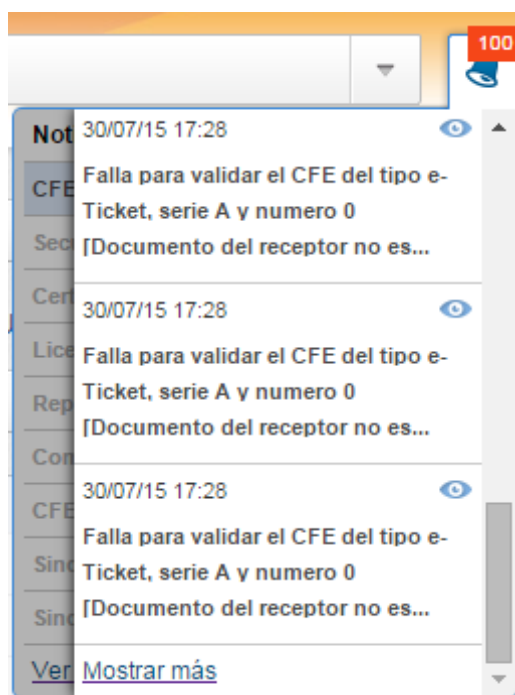 100
Not
CFE
Secu
Cert
Lice
Rep
Com
CFE
Sinc
Sinc
Ver
30/07/15 17:28
Falla para validar el CFE del tipo e-
Ticket, serie A y numero 0
[Documento del receptor no es...
30/07/15 17:28
Falla para validar el CFE del tipo e-
Ticket, serie A y numero 0
[Documento del receptor no es...
30/07/15 17:28
Falla para validar el CFE del tipo e-
Ticket, serie A y numero 0
[Documento del receptor no es...
Mostrar más